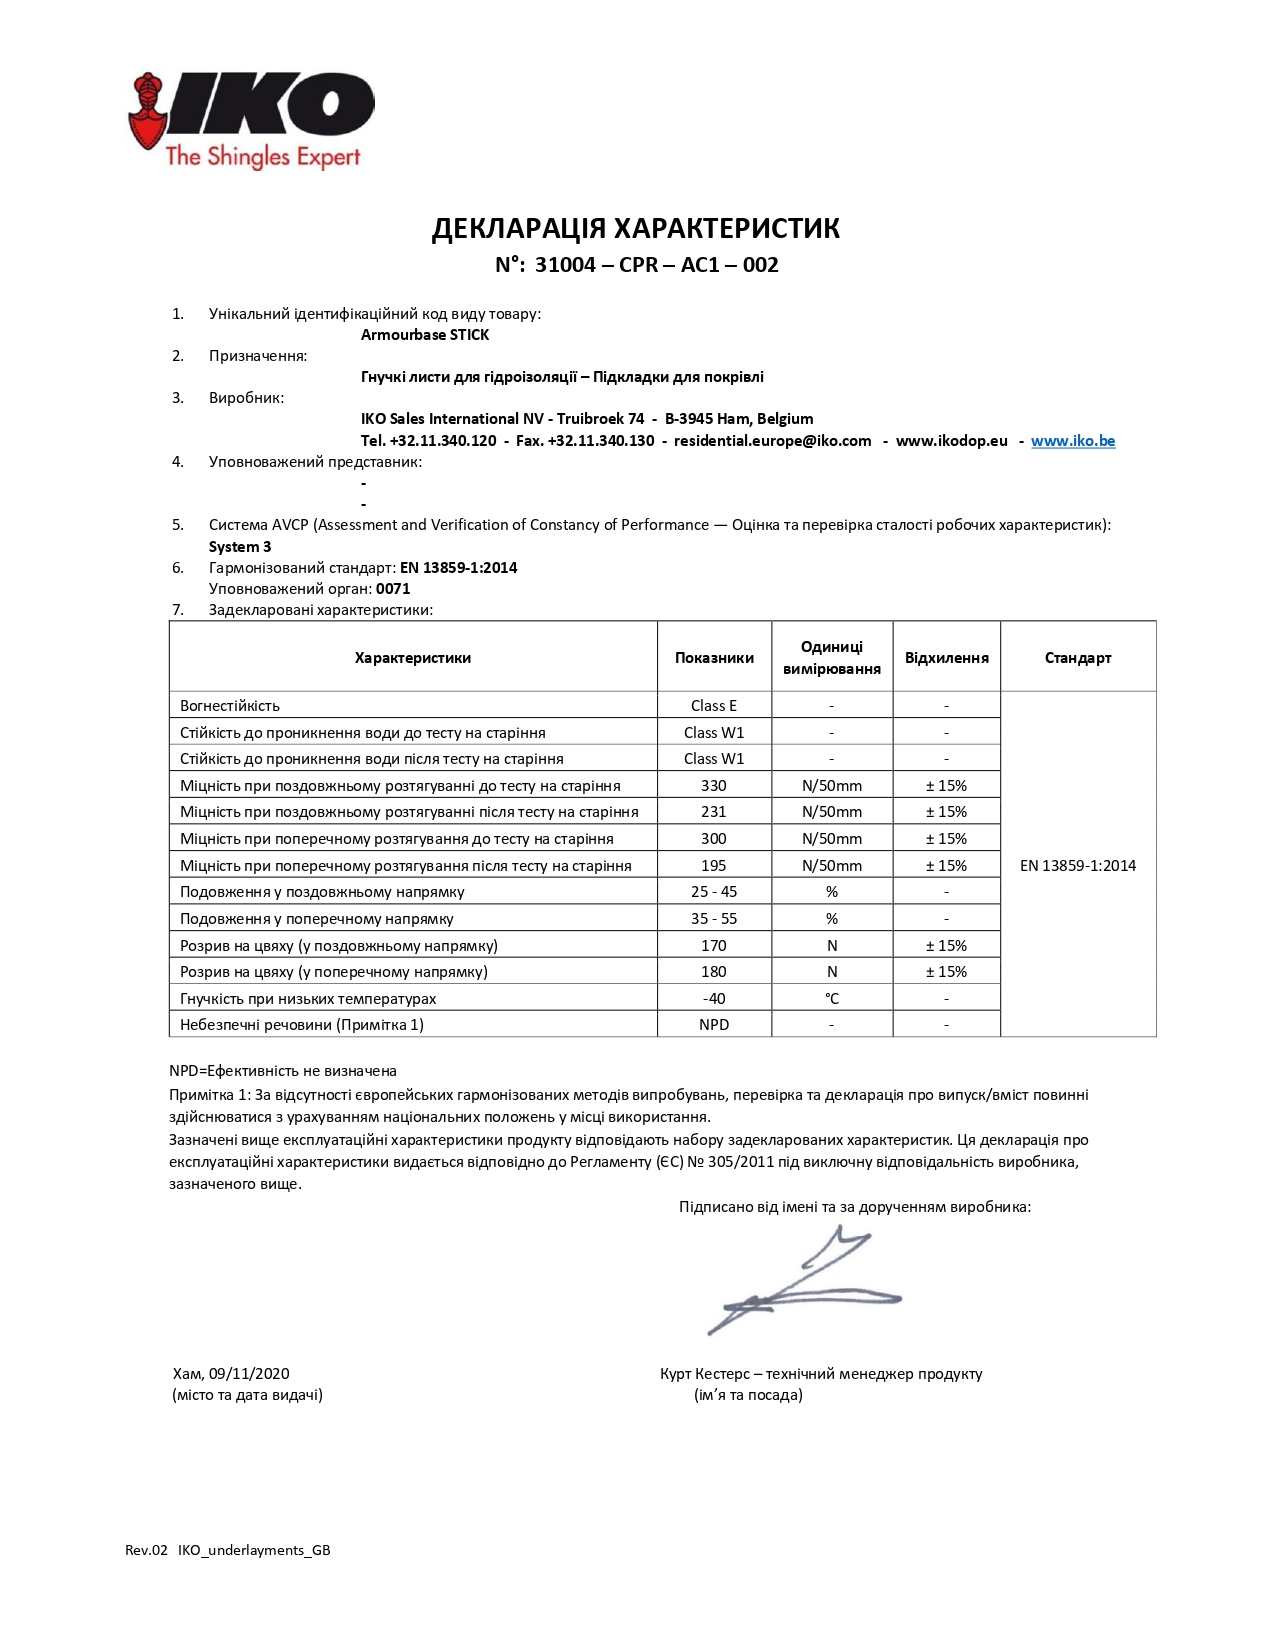 IKO
The Shingles Expert
ДЕКЛАРАЦІЯ ХАРАКТЕРИСТИК
N°: 31004 – CPR – AC1 – 002
1. Унікальний ідентифікаційний код виду товару:
Armourbase STICK
2. Призначення:
Гнучкі листи для гідроізоляції – Підкладки для покрівлі
3. Виробник:
IKO Sales International NV - Truibroek 74 - B-3945 Ham, Belgium
Tel. +32.11.340.120 - Fax. +32.11.340.130 - residential.europe@iko.com - www.ikodop.eu - www.iko.be
4. Уповноважений представник:
-
-
5. Система AVCP (Assessment and Verification of Constancy of Performance — Оцінка та перевірка сталості робочих характеристик):
System 3
6. Гармонізований стандарт: EN 13859-1:2014
Уповноважений орган: 0071
7. Задекларовані характеристики:
Характеристики Показники Одиниці вимірювання Відхилення Стандарт
Вогнестійкість Class E - -
Стійкість до проникнення води до тесту на старіння Class W1 - -
Стійкість до проникнення води після тесту на старіння Class W1 - -
Міцність при поздовжньому розтягуванні до тесту на старіння 330 N/50mm ± 15%
Міцність при поздовжньому розтягуванні після тесту на старіння 231 N/50mm ± 15%
Міцність при поперечному розтягування до тесту на старіння 300 N/50mm ± 15%
Міцність при поперечному розтягування після тесту на старіння 195 N/50mm ± 15% EN 13859-1:2014
Подовження у поздовжньому напрямку 25 - 45 % -
Подовження у поперечному напрямку 35 - 55 % -
Розрив на цвяху (у поздовжньому напрямку) 170 N ± 15%
Розрив на цвяху (у поперечному напрямку) 180 N ± 15%
Гнучкість при низьких температурах -40 °C -
Небезпечні речовини (Примітка 1) NPD - -
NPD=Ефективність не визначена
Примітка 1: За відсутності європейських гармонізованих методів випробувань, перевірка та декларація про випуск/вміст повинні
здійснюватися з урахуванням національних положень у місці використання.
Зазначені вище експлуатаційні характеристики продукту відповідають набору задекларованих характеристик. Ця декларація про
експлуатаційні характеристики видається відповідно до Регламенту (ЄС) № 305/2011 під виключну відповідальність виробника,
зазначеного вище.
Підписано від імені та за дорученням виробника:
Хам, 09/11/2020 Курт Кестерс – технічний менеджер продукту
(місто та дата видачі) (ім’я та посада)
Rev.02 IKO_underlayments_GB